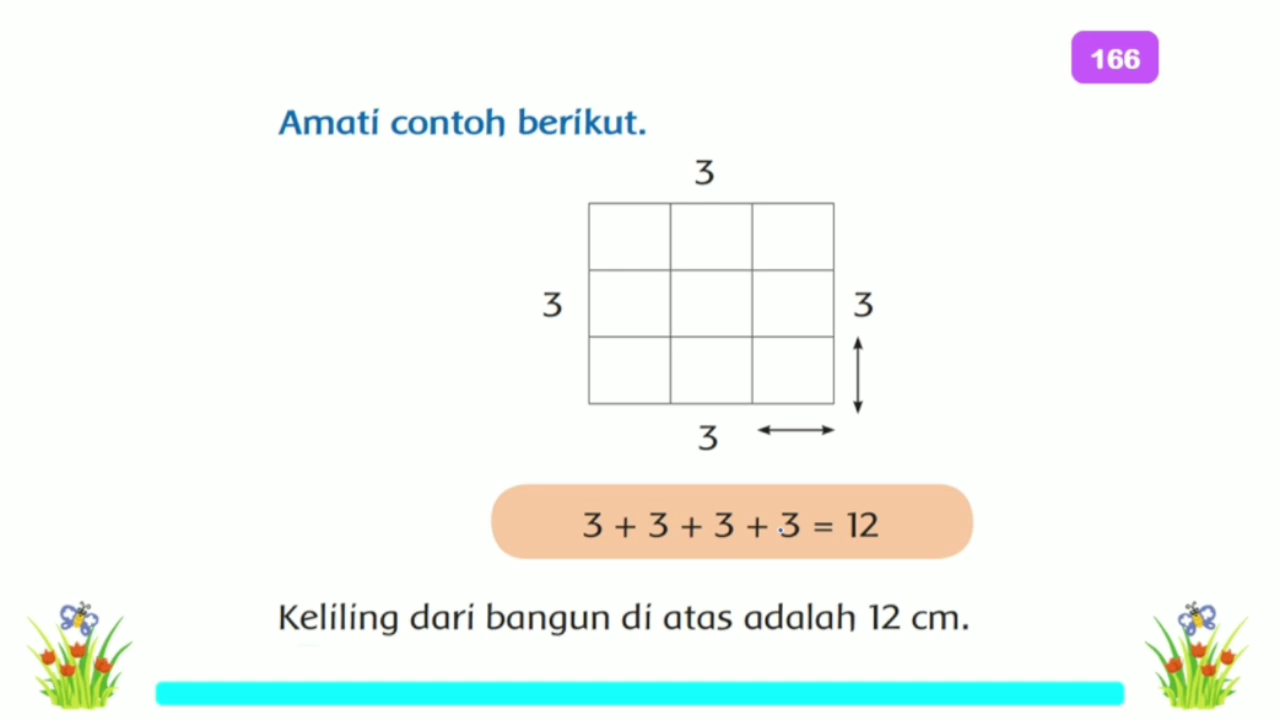 166
Amati contoh berikut.
3
3 3
3
3 + 3 + 3 + 3 = 12
Keliling dari bangun di atas adalah 12 cm.